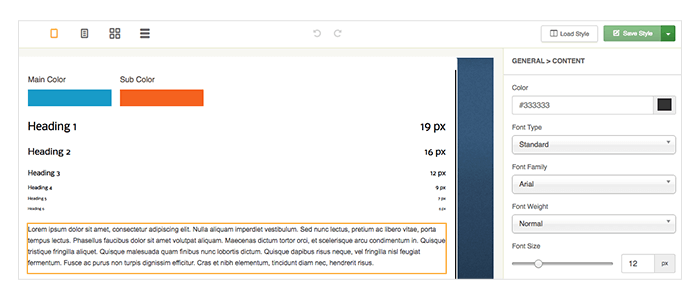 Load Style
Save Style
GENERAL > CONTENT
Main Color Sub Color
Heading 1 19 px
Heading 2 16 px
Heading 3 12 px
Heading 4 9 px
Heading 5 7 px
Heading 6
Lorem ipsum dolor sit amet, consectetur adipiscing elit. Nulla aliquam imperdiet vestibulum. Sed nunc lectus, pretium ac libero vitae, porta
tempus lectus. Phasellus faucibus dolor sit amet volutpat aliquam. Maecenas dictum tortor orci, et scelerisque arcu condimentum in. Quisque
tristique fringilla aliquet. Quisque malesuada quam finibus nunc lobortis dictum. Quisque dapibus risus neque, vel fringilla nisl feugiat
fermentum. Fusce ac purus non turpis dignissim efficitur. Cras et nibh elementum, tincidunt diam nec, hendrerit risus.
Color
#333333
Font Type
Standard
Font Family
Arial
Font Weight
Normal
Font Size
12 px